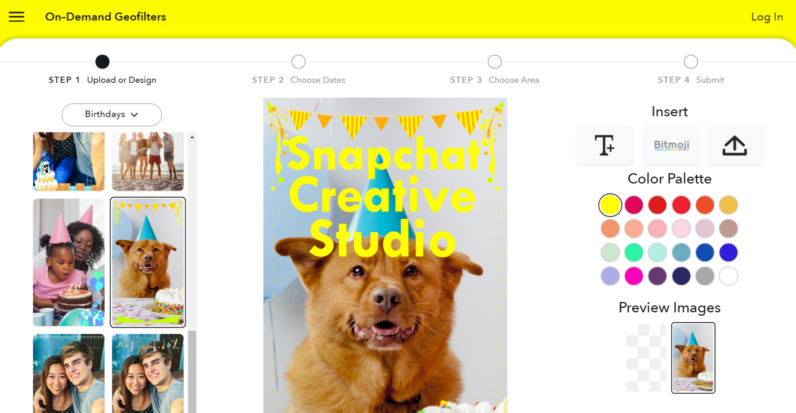 On-Demand Geofilters
Log In
STEP 1 Upload or Design
STEP 2 Choose Dates
STEP 3 Choose Area
STEP 4 Submit
Birthdays
Snapchat
Creative
Studio
Insert
T+
Bitmoji
Color Palette
Preview Images